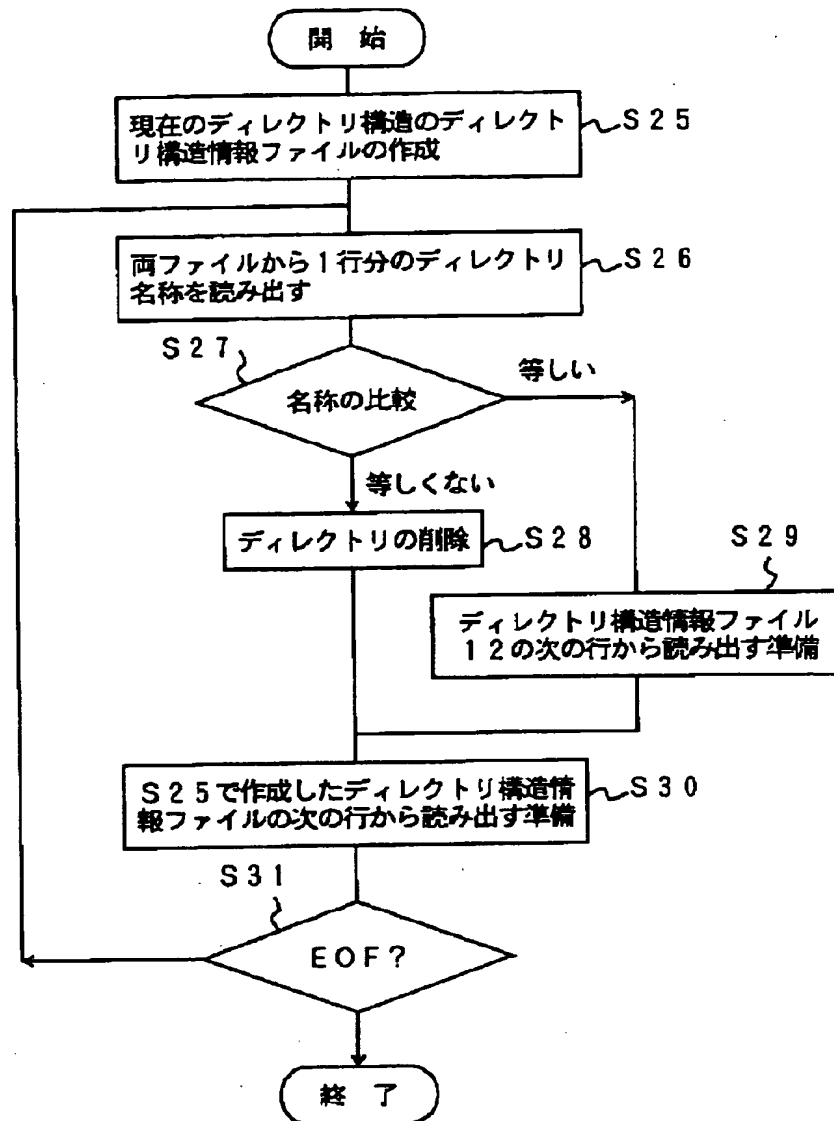 開 始
現在のディレクトリ構造のディレクト
リ構造情報ファイルの作成
S25
両ファイルから1行分のディレクトリ
名称を読み出す
S26
S27
名称の比較
等しい
等しくない
ディレクトリの削除
S28
S29
ディレクトリ構造情報ファイル
12の次の行から読み出す準備
S25で作成したディレクトリ構造情
報ファイルの次の行から読み出す準備
S30
S31
EOF?
終 了